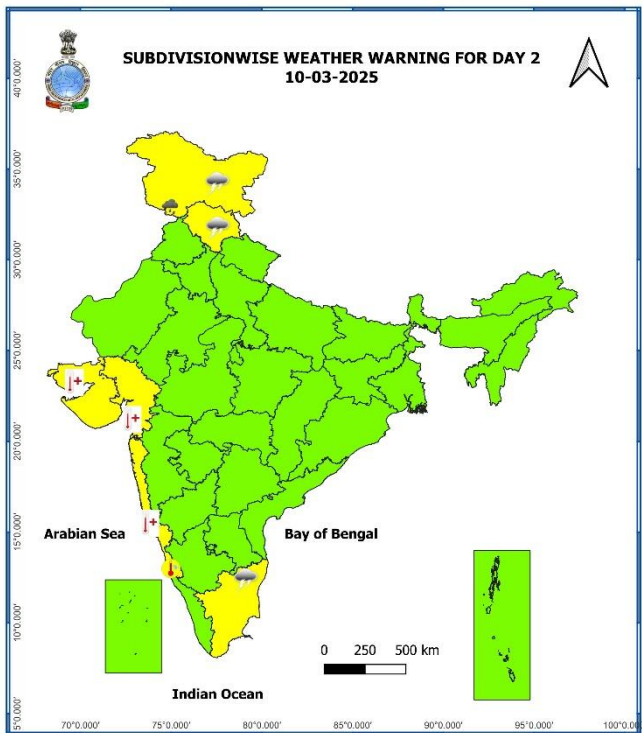 SUBDIVISIONWISE WEATHER WARNING FOR DAY 2
10-03-2025
40°0.000'
35°0.000'
30°0.000'
25°0.000'
20°0.000'
15°0.000'
10°0.000'
5°0.000'
Arabian Sea
Bay of Bengal
0 250 500 km
Indian Ocean
70°0.000' 75°0.000' 80°0.000' 85°0.000' 90°0.000' 95°0.000' 100°0.000'